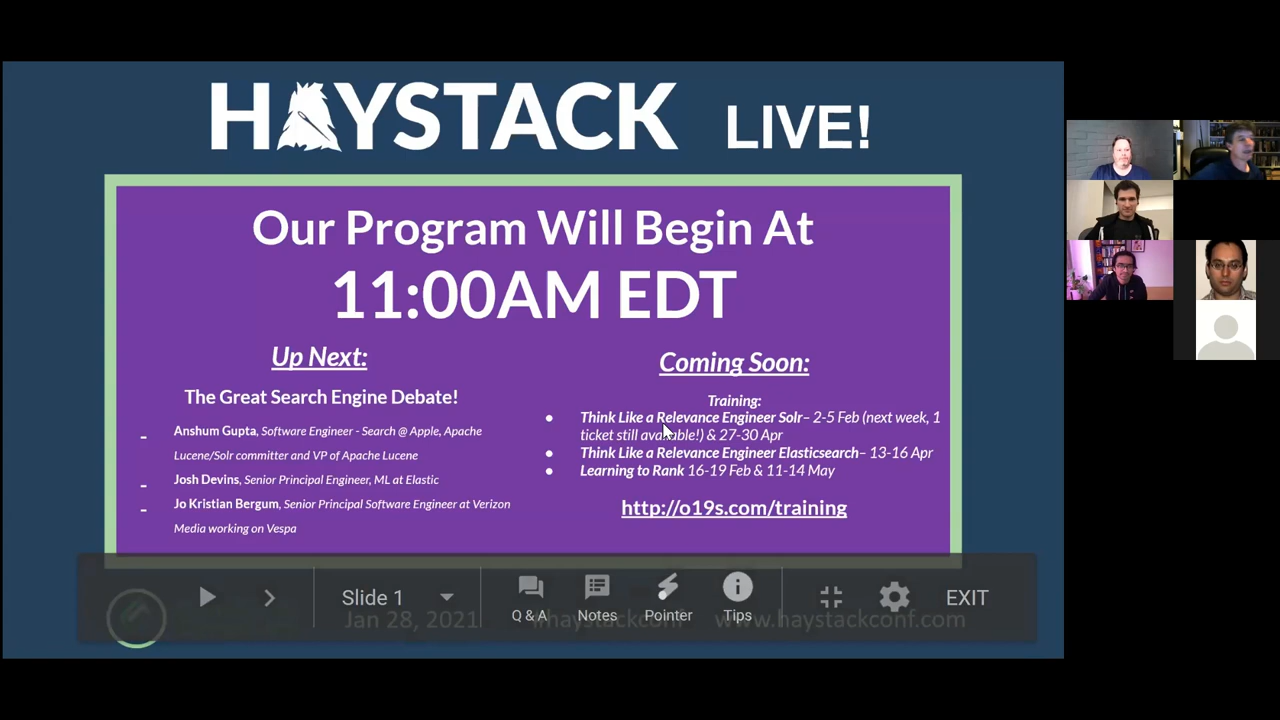 HAYSTACK LIVE!
Our Program Will Begin At
11:00AM EDT
Up Next:
The Great Search Engine Debate!
- Anshum Gupta, Software Engineer - Search @ Apple, Apache
Lucene/Solr committee and VP of Apache Lucene
- Josh Devins, Senior Principal Engineer, ML at Elastic
- Jo Kristian Bergum, Senior Principal Software Engineer at Verizon
Media working on Vespa
Coming Soon:
Training:
● Think Like a Relevance Engineer Solr– 2-5 Feb (next week, 1
ticket still available!) & 27-30 Apr
● Think Like a Relevance Engineer Elasticsearch– 13-16 Apr
● Learning to Rank 16-19 Feb & 11-14 May
http://o19s.com/training
Slide 1
Q & A
Notes
Pointer
Tips
EXIT
Jan 28, 2021
#haystackconf
www.haystackconf.com